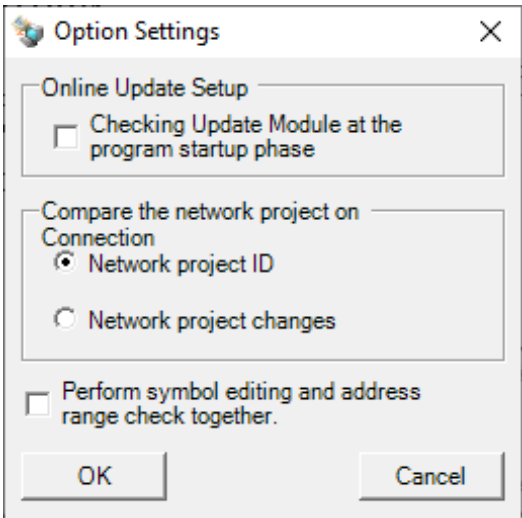 Option Settings
Online Update Setup
Checking Update Module at the
program startup phase
Compare the network project on
Connection
Network project ID
Network project changes
Perform symbol editing and address
range check together.
OK
Cancel